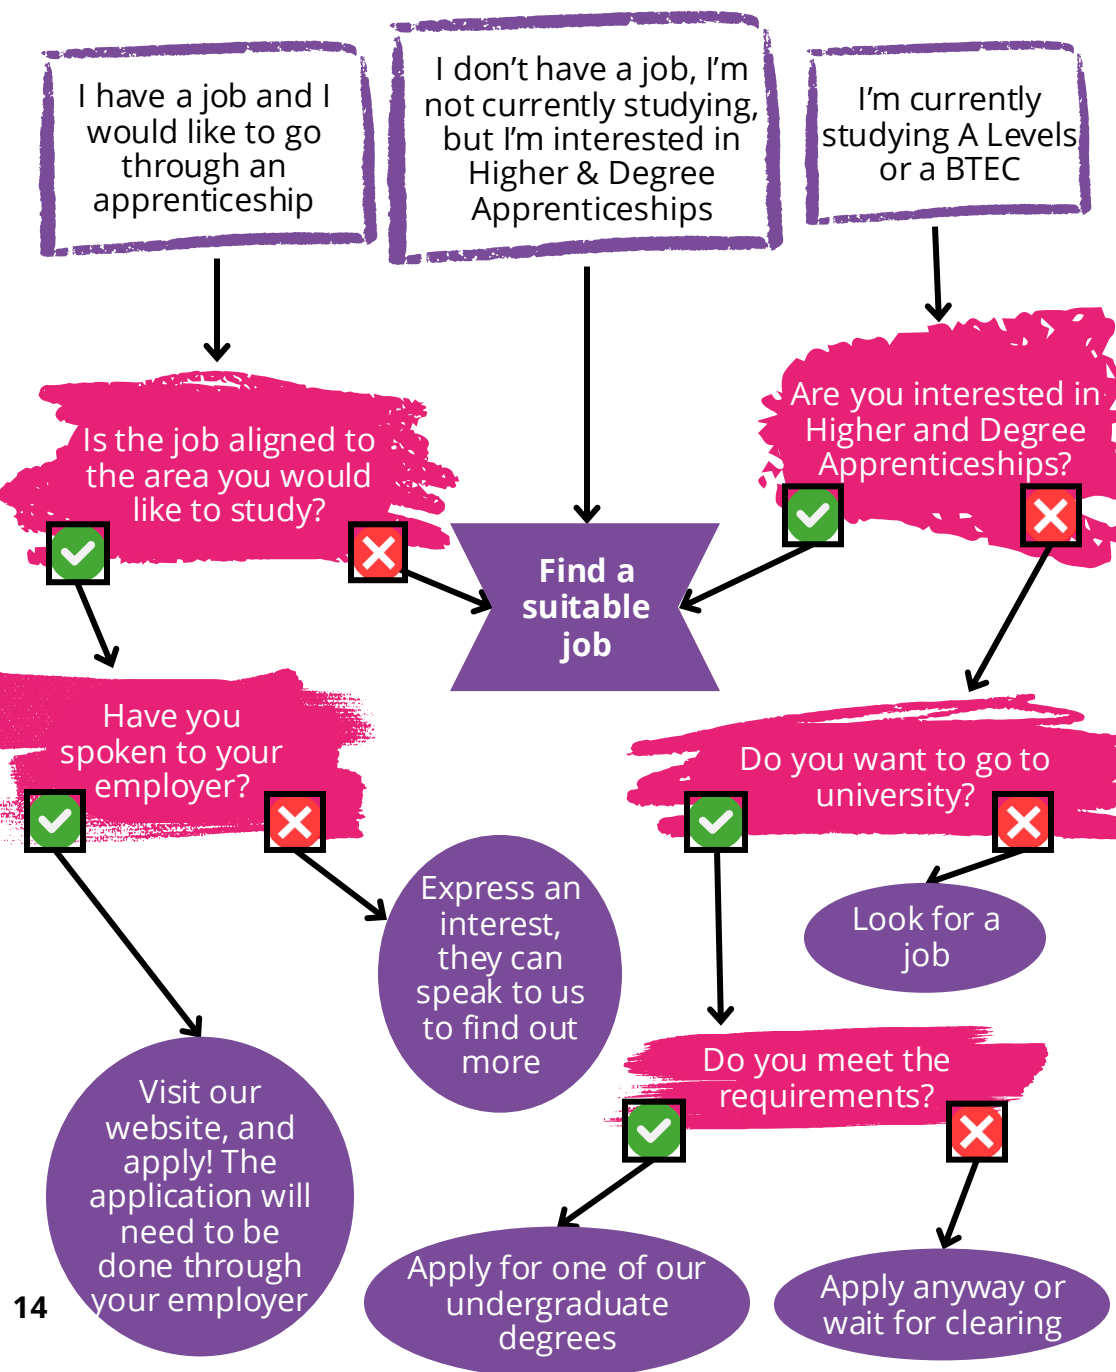 I have a job and I
would like to go
through an
apprenticeship
I don't have a job, I'm
not currently studying,
but I'm interested in
Higher & Degree
Apprenticeships
I'm currently
studying A Levels
or a BTEC
Is the job aligned to
the area you would
like to study?
Are you interested in
Higher and Degree
Apprenticeships?
Find a
suitable
job
Have you
spoken to your
employer?
Do you want to go to
university?
Express an
interest,
they can
speak to us
to find out
more
Look for a
job
Do you meet the
requirements?
Visit our
website, and
apply! The
application will
need to be
done through
your employer
Apply for one of our
undergraduate
degrees
Apply anyway or
wait for clearing
14